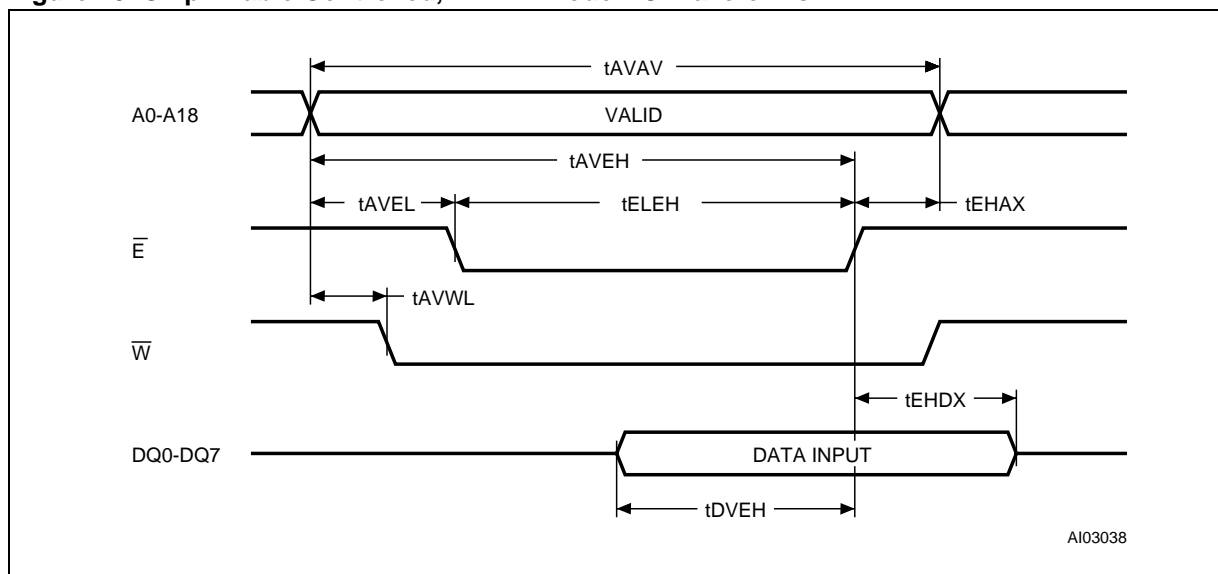 tAVAV
A0-A18
VALID
tAVEH
tAVEL
tELEH
tEHAX
E
tAVWL
W
tEHDX
DQ0-DQ7
DATA INPUT
tDVEH
AI03038